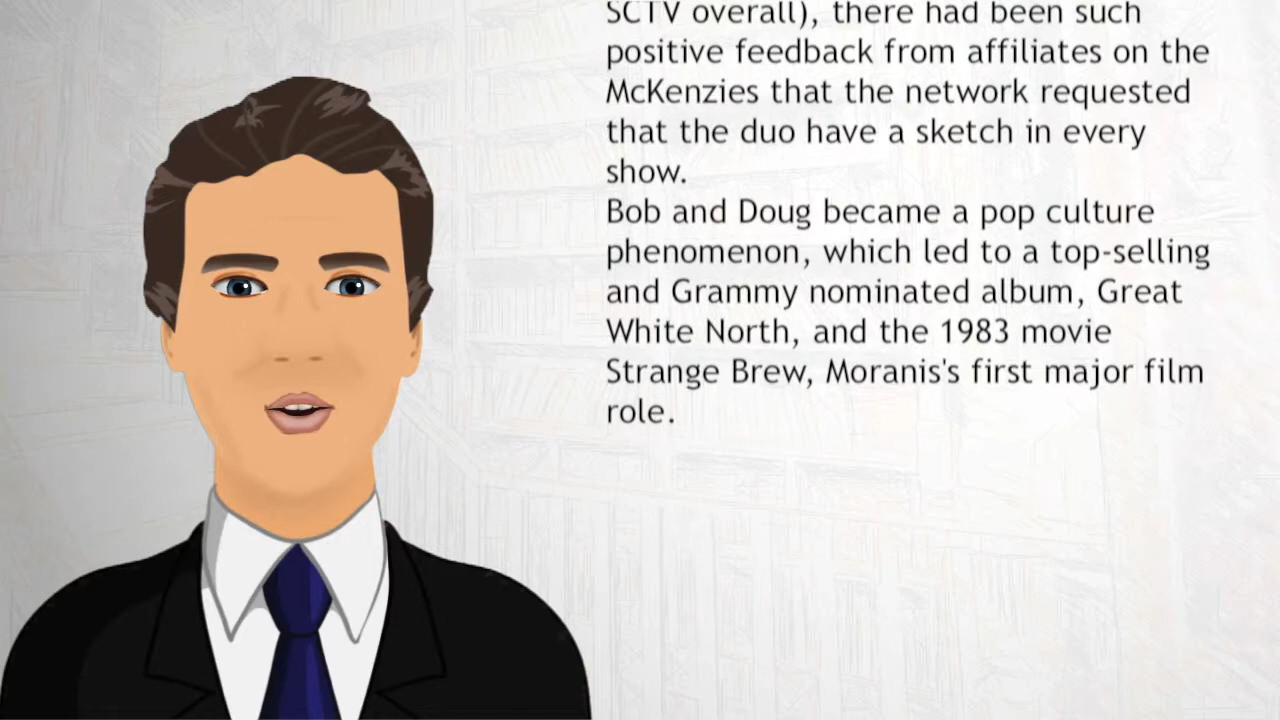 SCTV overall), there had been such
positive feedback from affiliates on the
McKenzies that the network requested
that the duo have a sketch in every
show.
Bob and Doug became a pop culture
phenomenon, which led to a top-selling
and Grammy nominated album, Great
White North, and the 1983 movie
Strange Brew, Moranis's first major film
role.